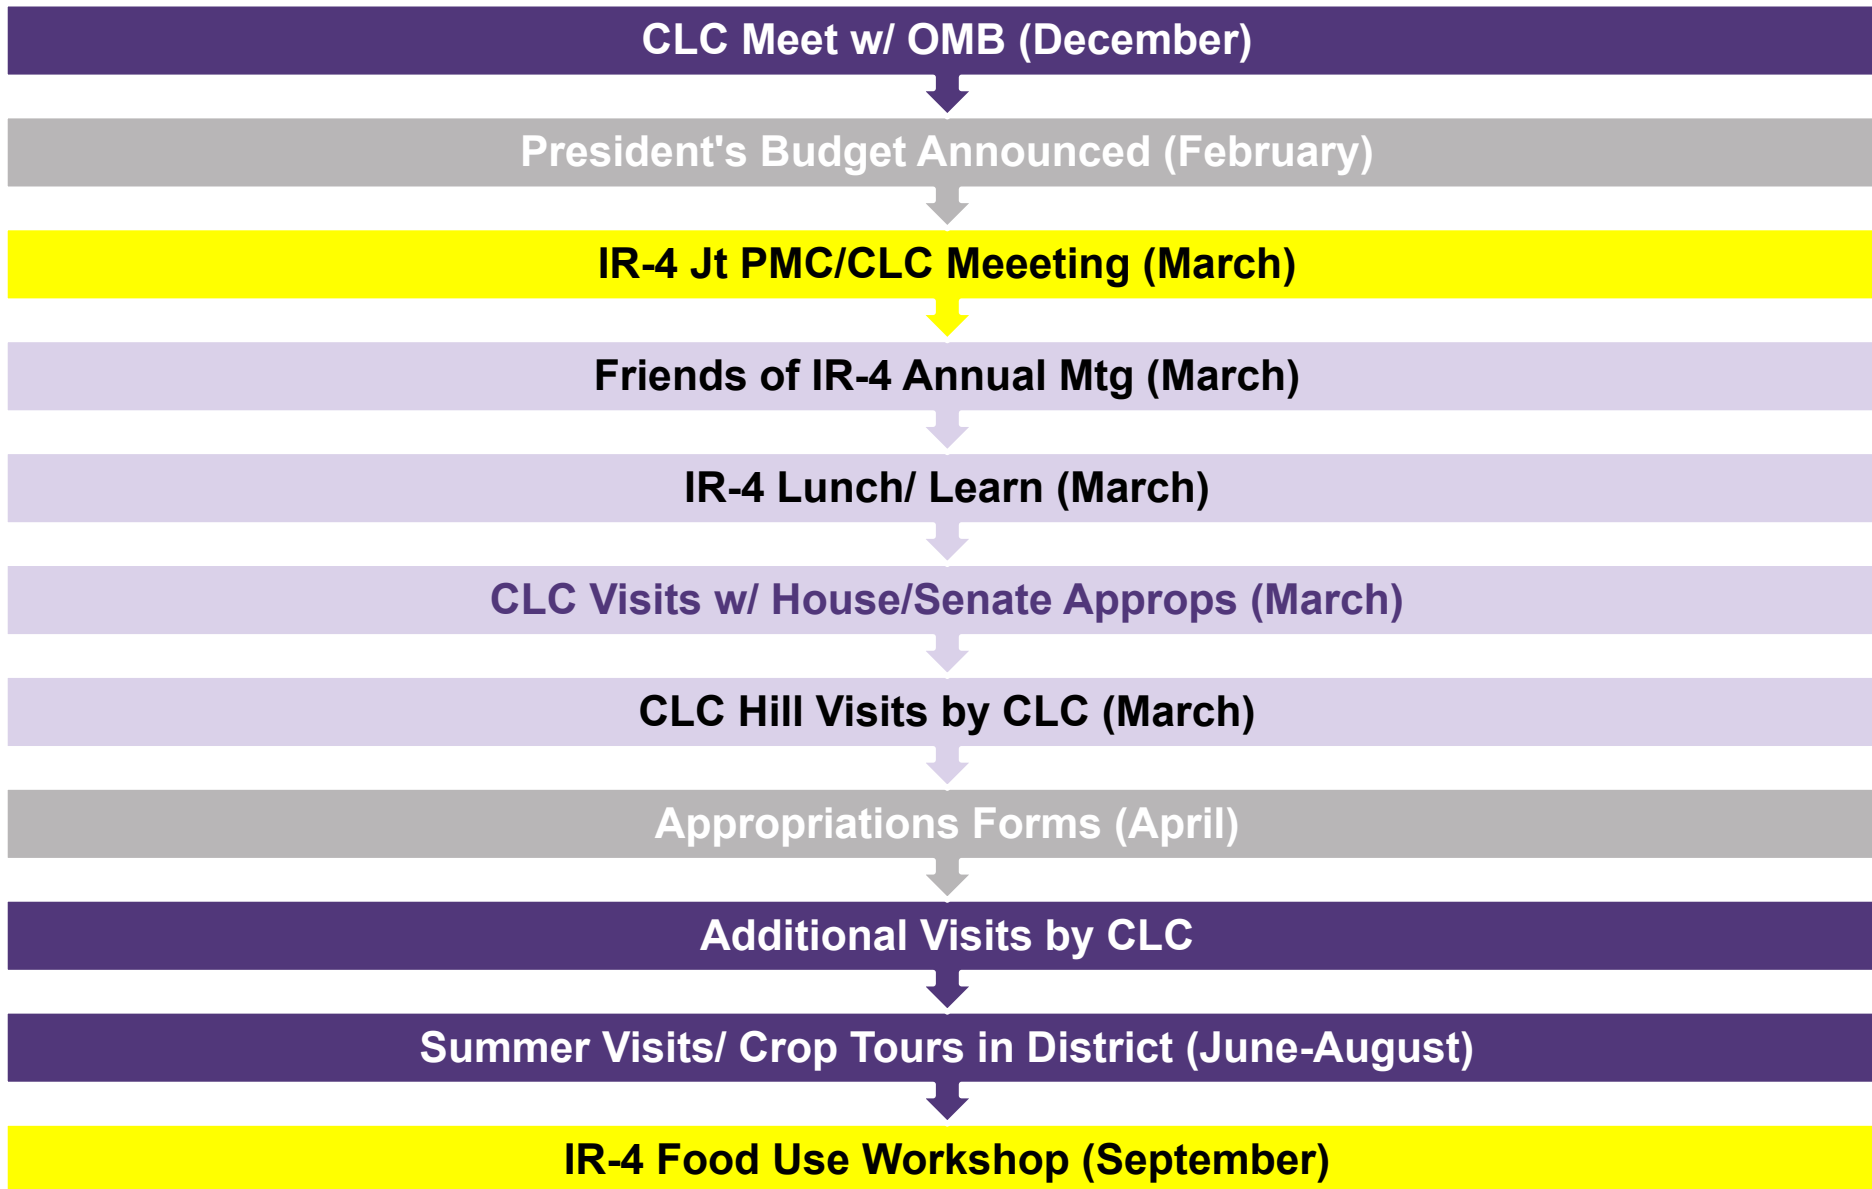 CLC Meet w/ OMB (December)
President's Budget Announced (February)
IR-4 Jt PMC/CLC Meeeting (March)
Friends of IR-4 Annual Mtg (March)
IR-4 Lunch/ Learn (March)
CLC Visits w/ House/Senate Approps (March)
CLC Hill Visits by CLC (March)
Appropriations Forms (April)
Additional Visits by CLC
Summer Visits/ Crop Tours in District (June-August)
IR-4 Food Use Workshop (September)